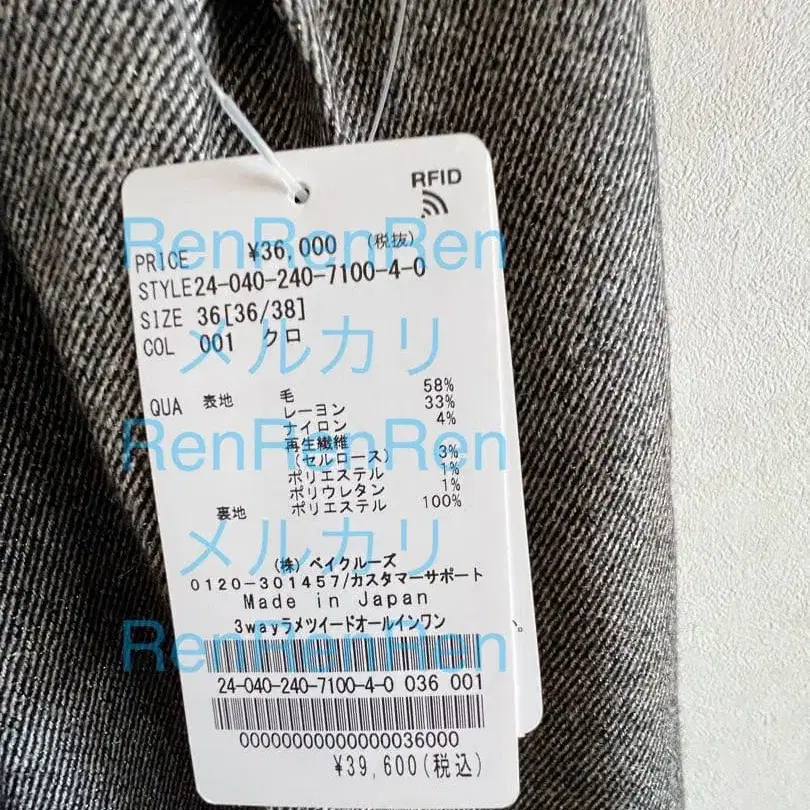 RFID
RenRenRen
PRICE ¥36,000 (税抜)
STYLE24-040-240-7100-4-0
SIZE 36[36/38]
メルカリ
COL 001 クロ
QUA 表地 毛 58%
レーヨン 33%
ナイロン 4%
RenRenRen
再生繊維
(セルロース) 3%
ポリエステル 1%
ポリウレタン 1%
裏地 ポリエステル 100%
メルカリ
(株) ベイクルーズ
0120-301457/カスタマーサポート
Made in Japan
3wayラメツイードオールインワン
い。
RenRenRen
24-040-240-7100-4-0 036 001
00000000000000036000
¥39,600(税込)